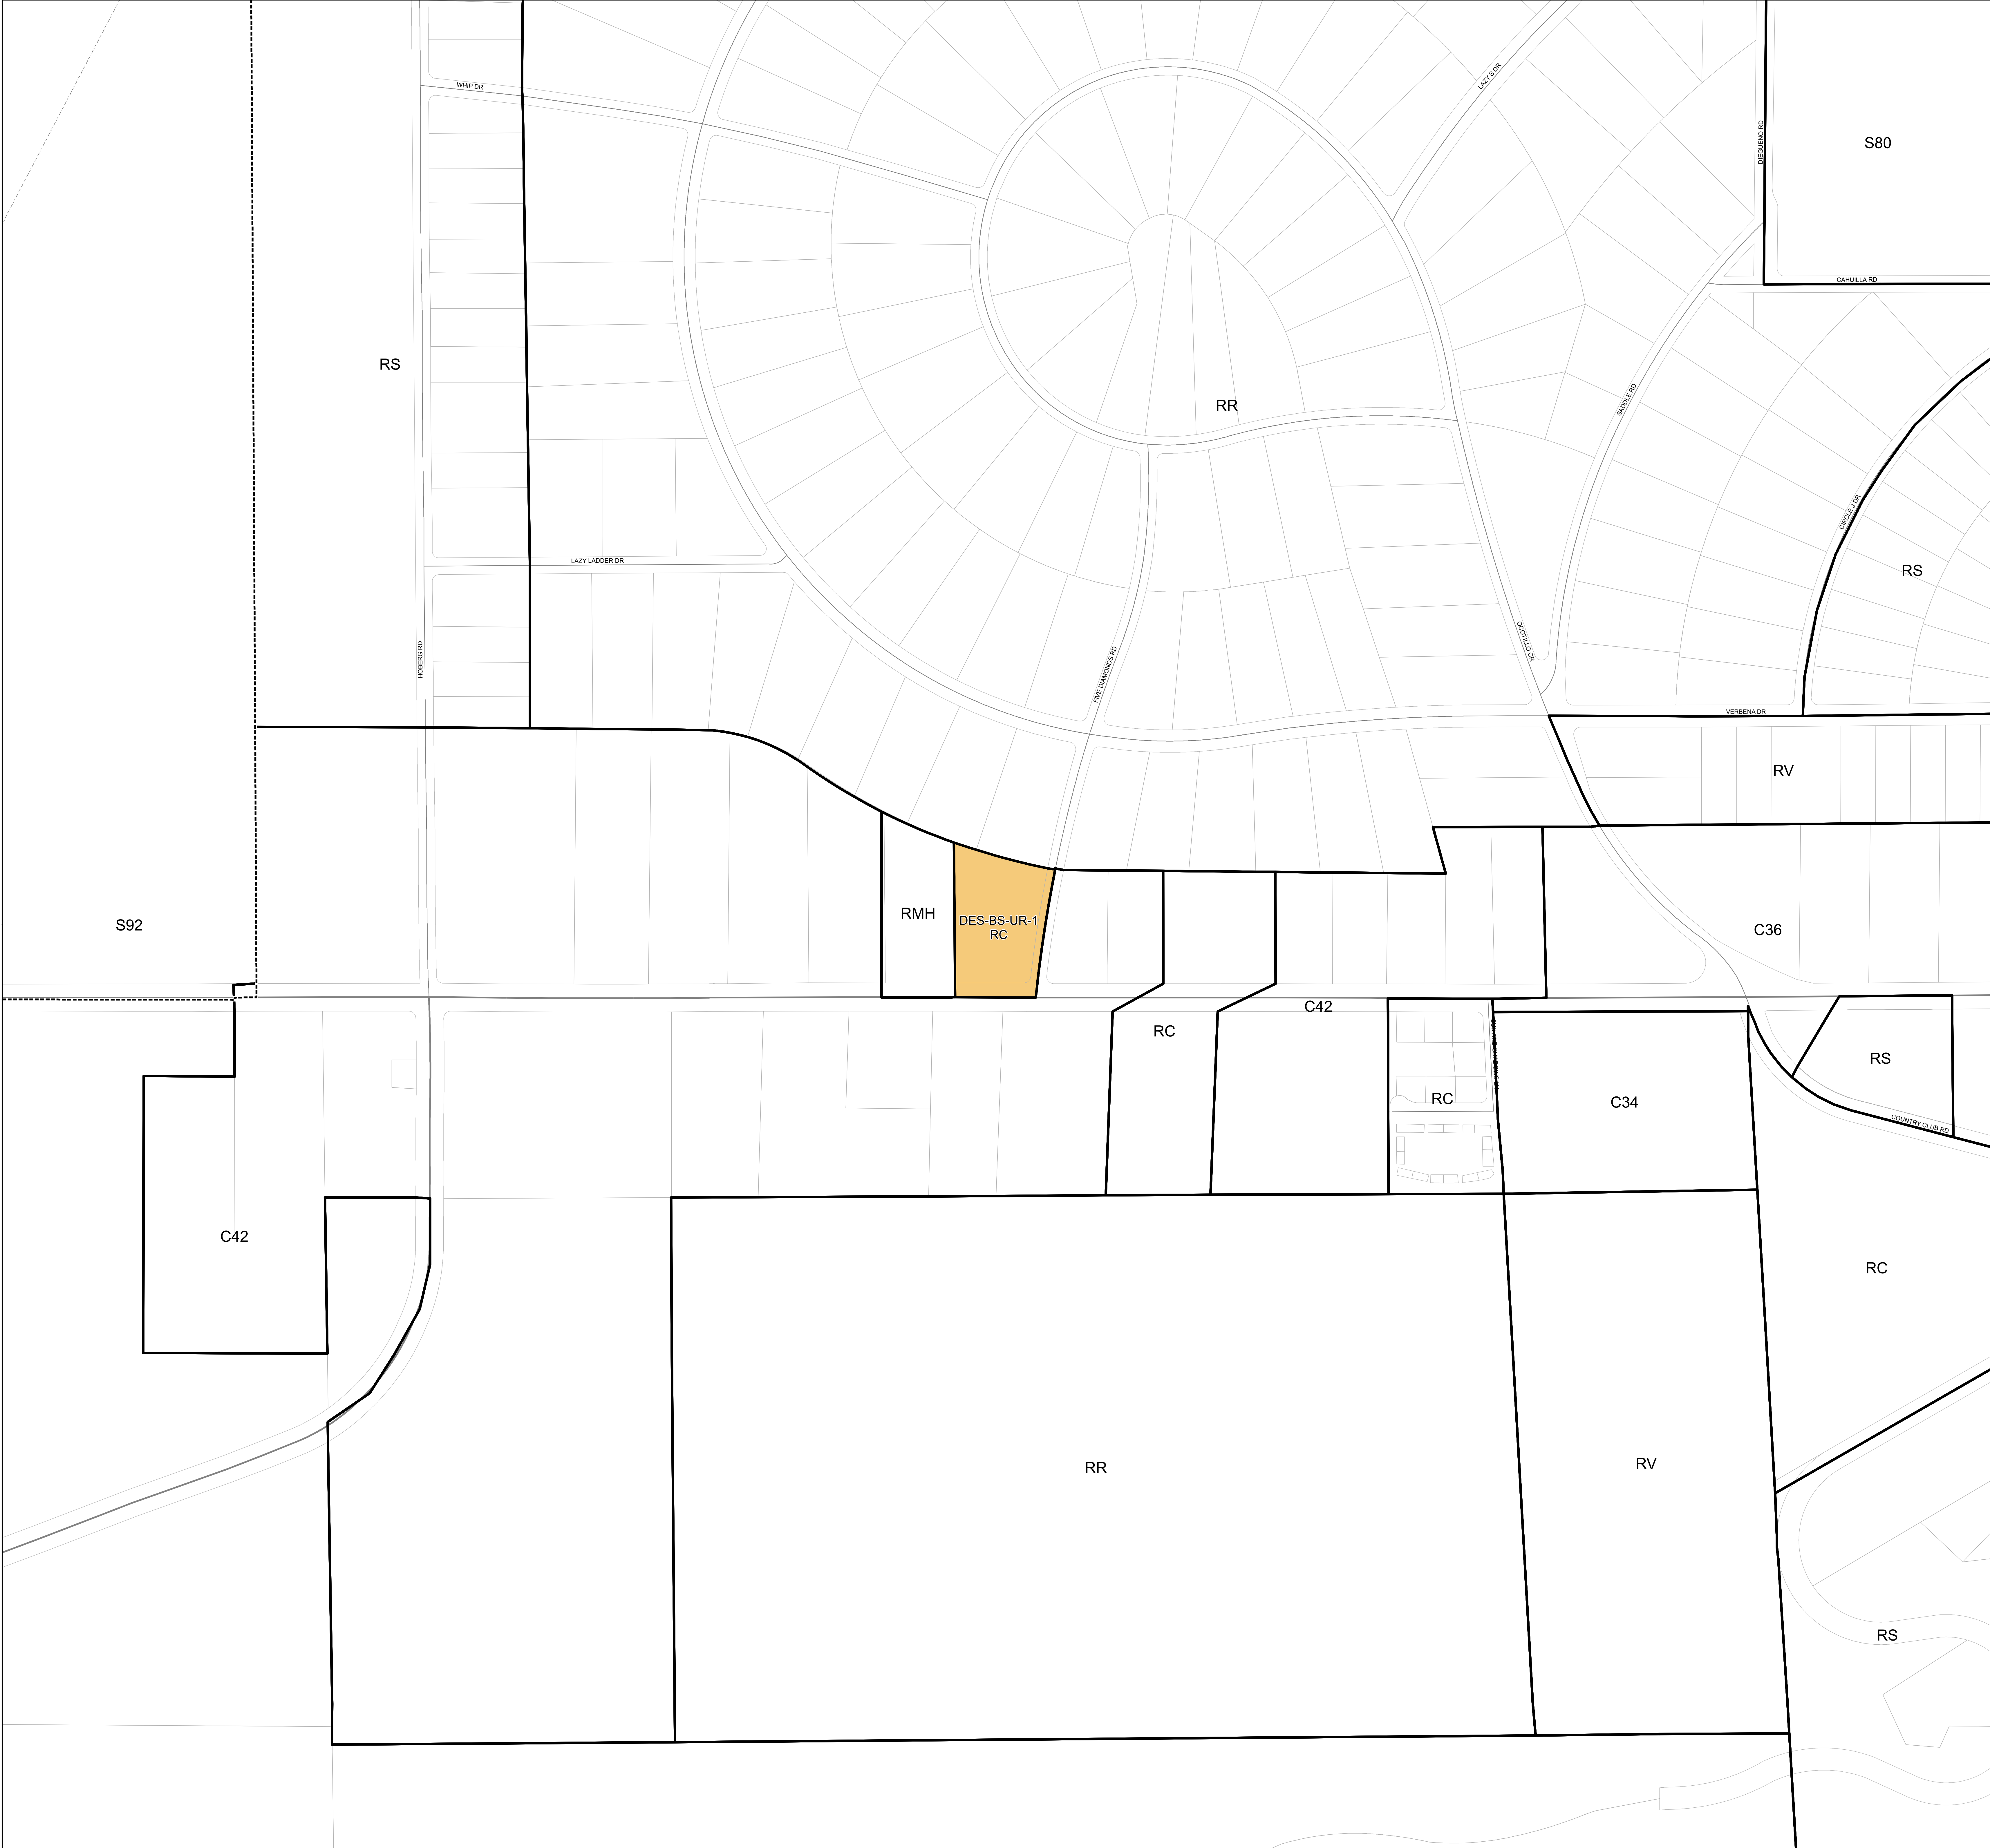 WHIP DR
LAZY S DR
DIEGUENO RD
S80
CAHUILLA RD
RS
RR
SADDLE RD
CIRCLE J DR
LAZY LADDER DR
RS
HOBERG RD
OCOTILLO CR
FIVE DIAMONDS RD
VERBENA DR
RV
RMH
DES-BS-UR-1
RC
S92
C36
C42
RC
RS
RC
C34
COUNTRY CLUB RD
C42
RC
RR
RV
RS